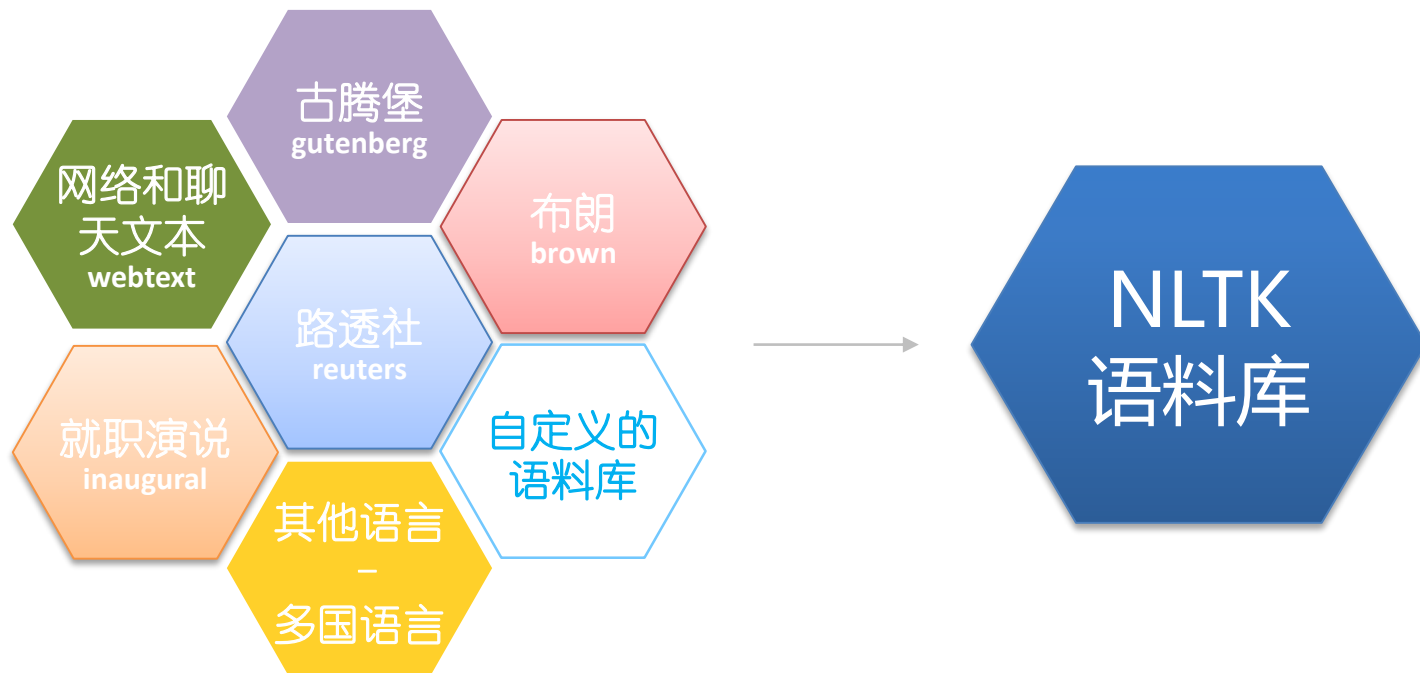 古腾堡
gutenberg
网络和聊
天文本
webtext
布朗
brown
路透社
reuters
就职演说
inaugural
自定义的
语料库
其他语言
–
多国语言
NLTK
语料库